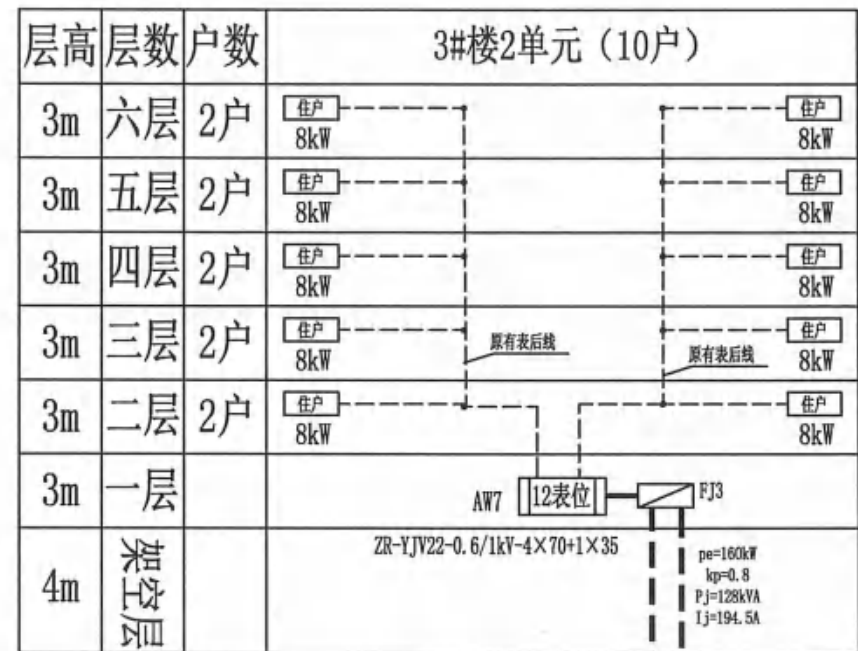 层高 层数 户数 3#楼2单元（10户）
3m 六层 2户 住户 8kW 住户 8kW
3m 五层 2户 住户 8kW 住户 8kW
3m 四层 2户 住户 8kW 住户 8kW
3m 三层 2户 住户 8kW 原有表后线 原有表后线 住户 8kW
3m 二层 2户 住户 8kW 住户 8kW
3m 一层 AW7 12表位 FJ3
4m 架空层 ZR-YJV22-0.6/1kV-4×70+1×35
pe=160kW
kp=0.8
Pj=128kVA
Ij=194.5A